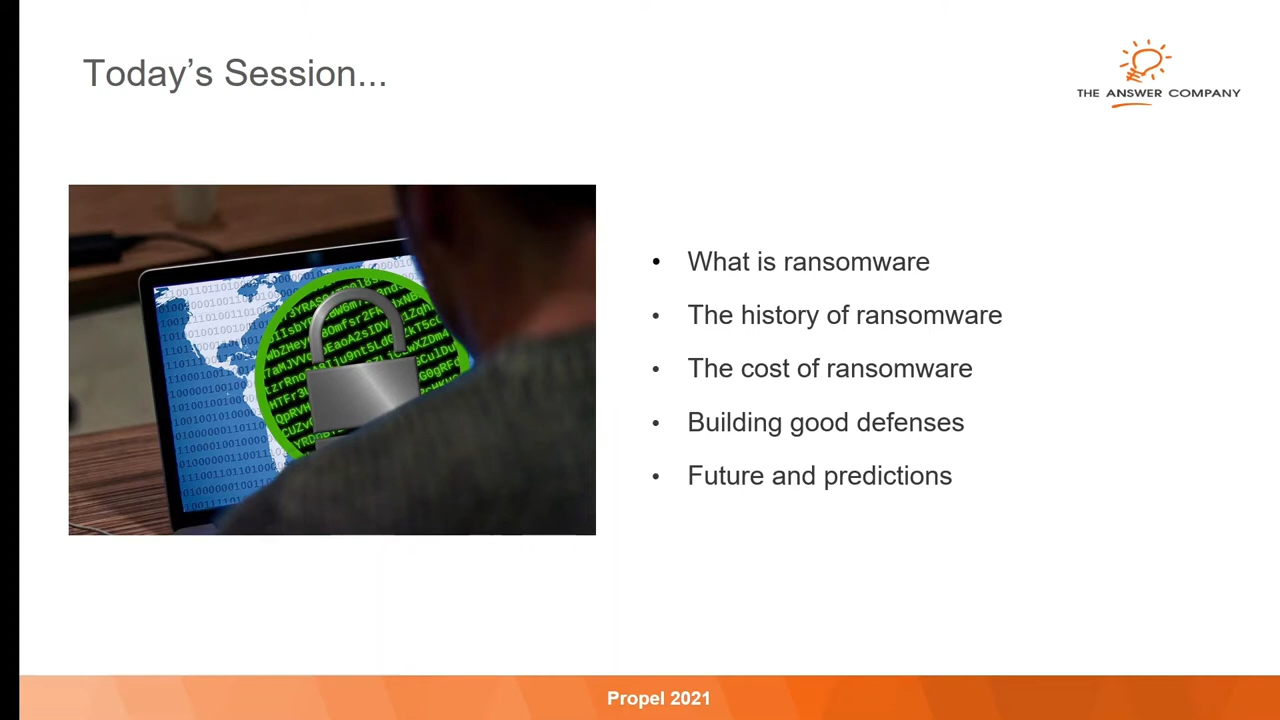 Today’s Session...
THE ANSWER COMPANY
• What is ransomware
• The history of ransomware
• The cost of ransomware
• Building good defenses
• Future and predictions
Propel 2021